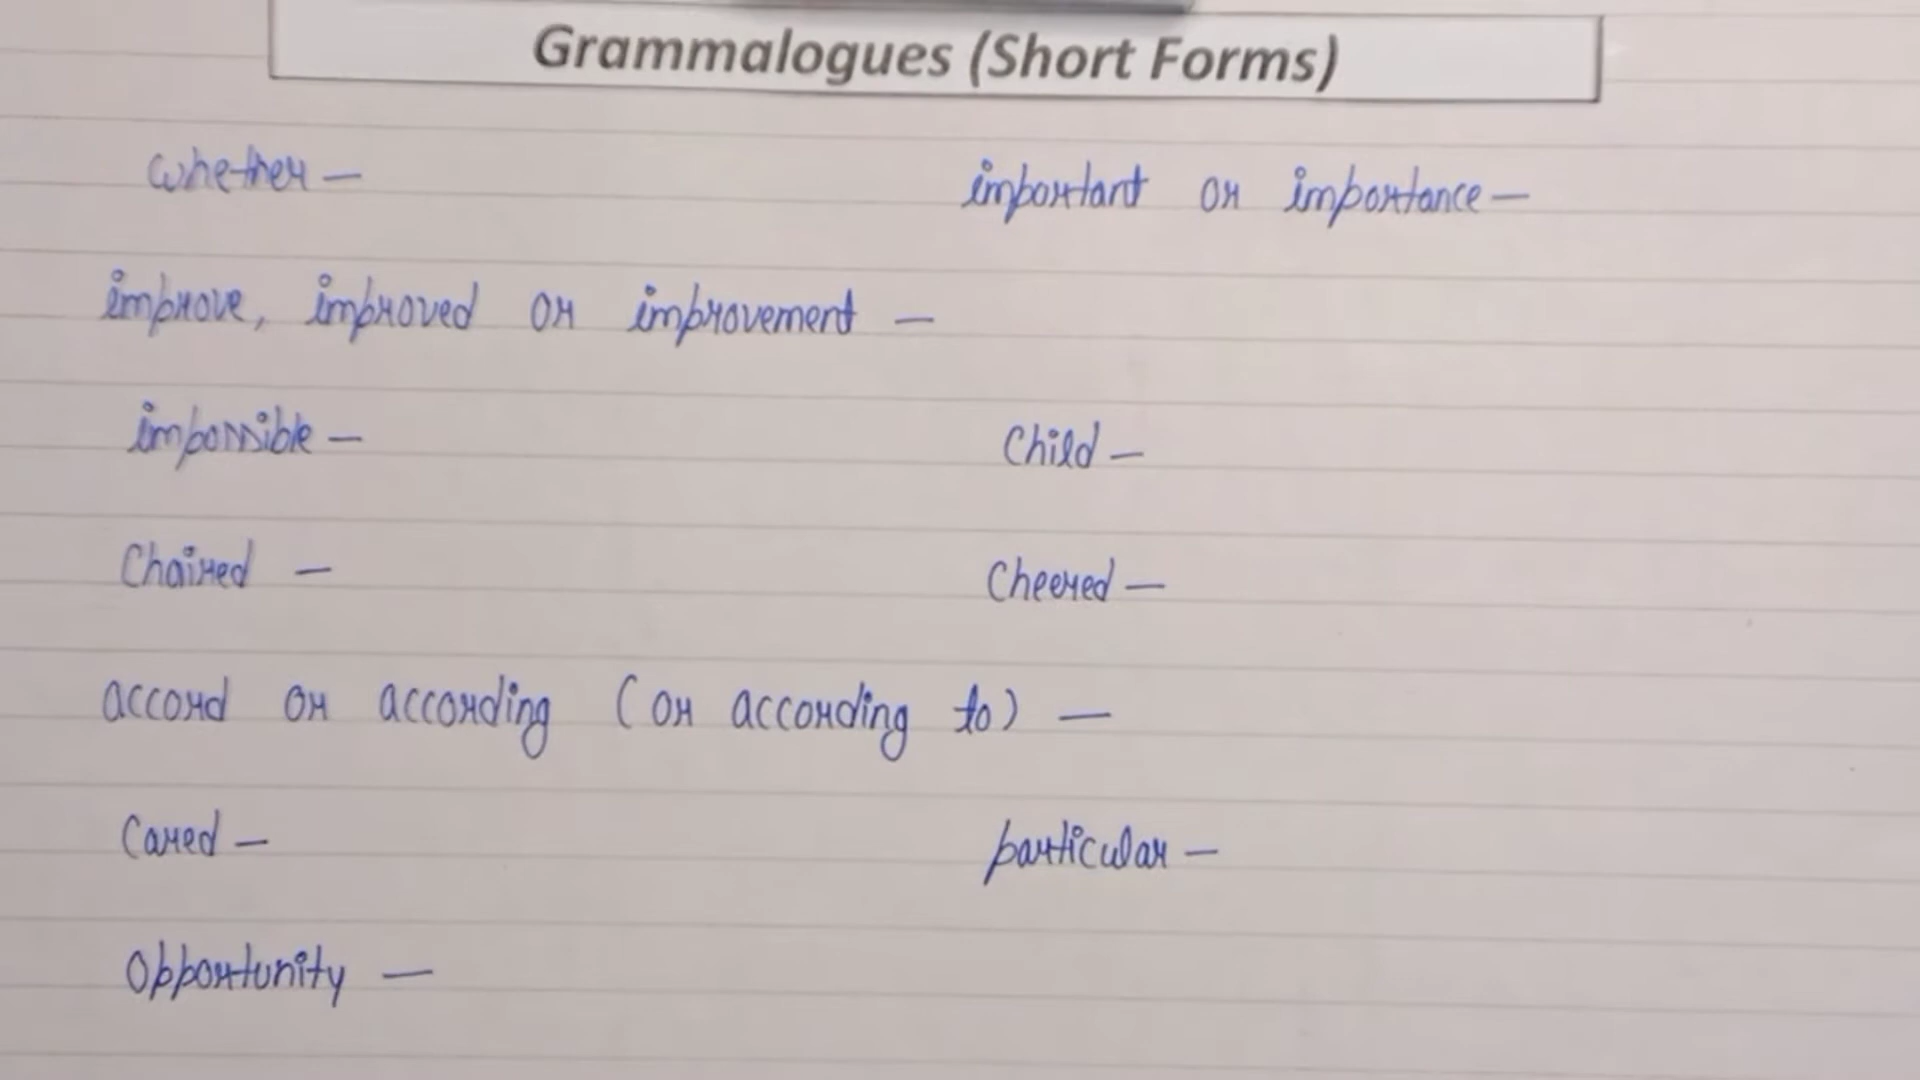 Grammalogues (Short Forms)
Whether — important or importance —
improve, improved or improvement —
impossible — Child —
Chaired — Cheered —
accord or according (or according to) —
Cared — particular —
Opportunity —